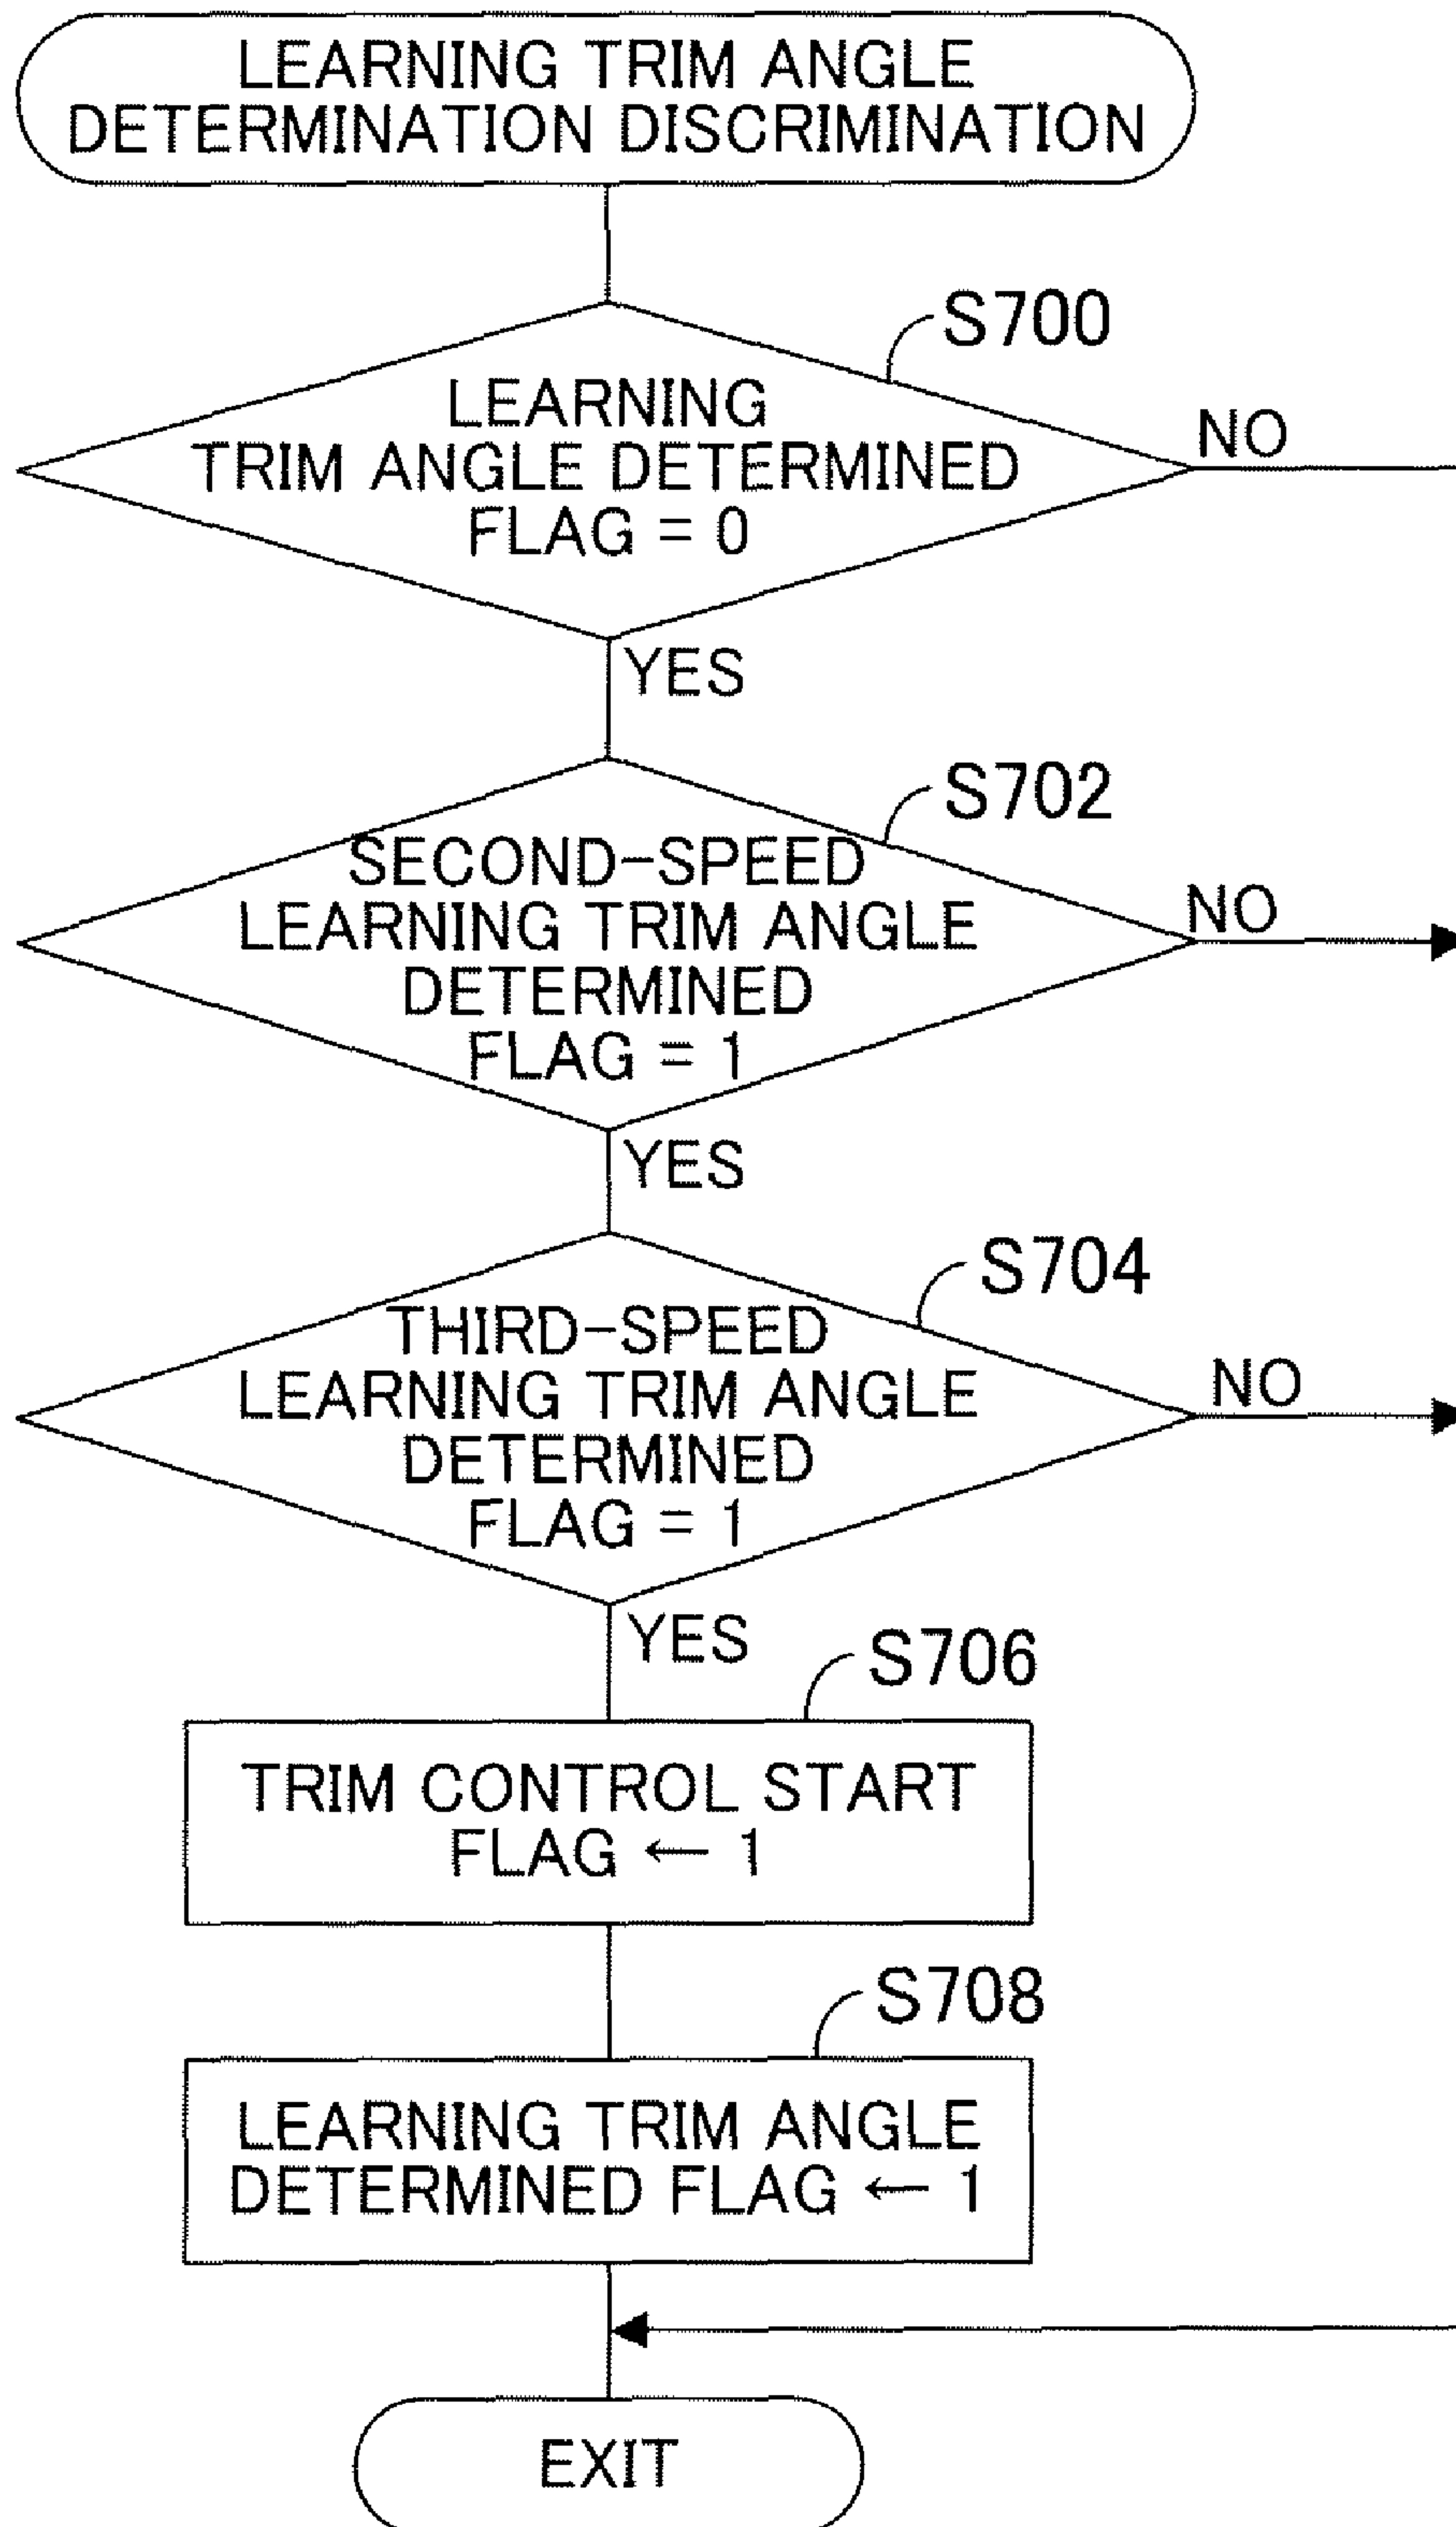 LEARNING TRIM ANGLE
DETERMINATION DISCRIMINATION
S700
LEARNING
TRIM ANGLE DETERMINED
FLAG = 0
NO
YES
S702
SECOND-SPEED
LEARNING TRIM ANGLE
DETERMINED
FLAG = 1
NO
YES
S704
THIRD-SPEED
LEARNING TRIM ANGLE
DETERMINED
FLAG = 1
NO
YES
S706
TRIM CONTROL START
FLAG ← 1
S708
LEARNING TRIM ANGLE
DETERMINED FLAG ← 1
EXIT